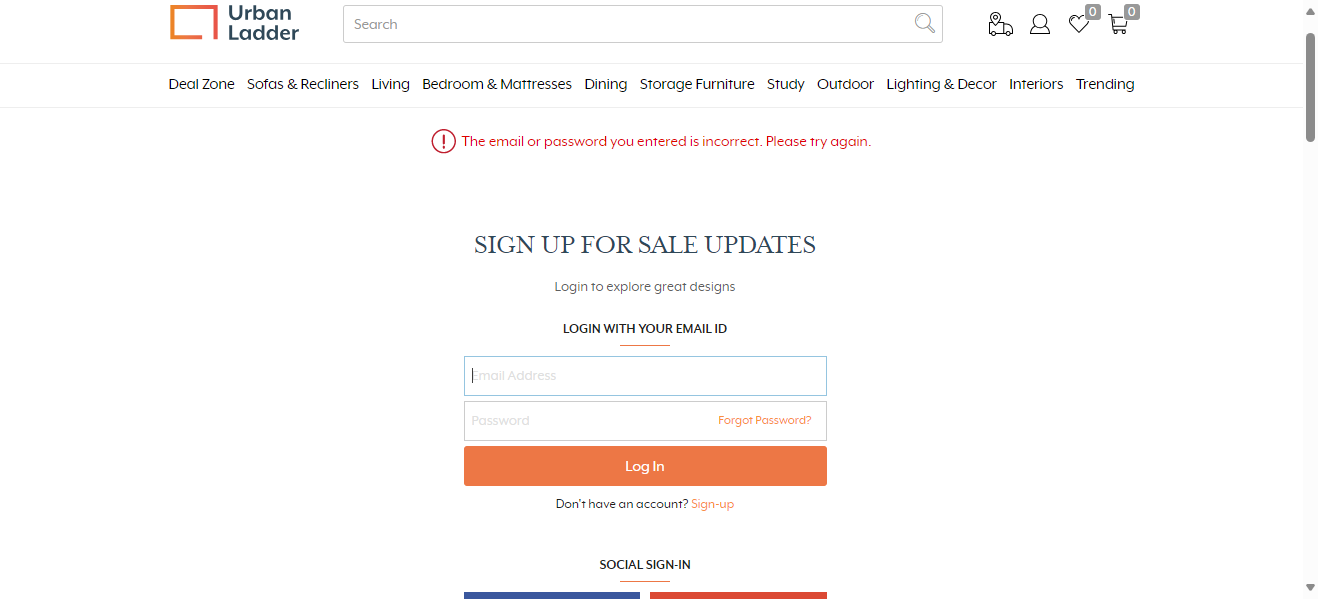 Urban
Ladder
Search
0
0
Deal Zone Sofas & Recliners Living Bedroom & Mattresses Dining Storage Furniture Study Outdoor Lighting & Decor Interiors Trending
The email or password you entered is incorrect. Please try again.
SIGN UP FOR SALE UPDATES
Login to explore great designs
LOGIN WITH YOUR EMAIL ID
Email Address
Password Forgot Password?
Log In
Don't have an account? Sign-up
SOCIAL SIGN-IN